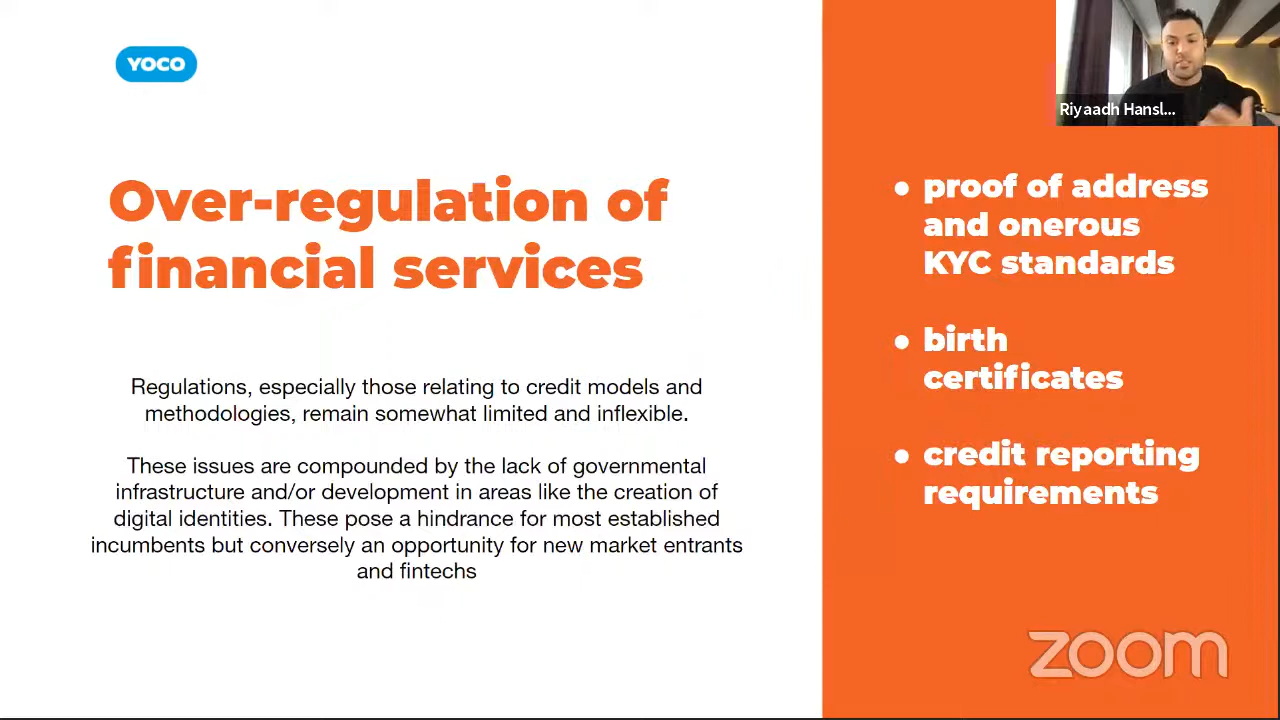 YOCO
Over-regulation of
financial services
Regulations, especially those relating to credit models and
methodologies, remain somewhat limited and inflexible.
These issues are compounded by the lack of governmental
infrastructure and/or development in areas like the creation of
digital identities. These pose a hindrance for most established
incumbents but conversely an opportunity for new market entrants
and fintechs
Riyaadh Hansl...
● proof of address
and onerous
KYC standards
● birth
certificates
● credit reporting
requirements
zoom